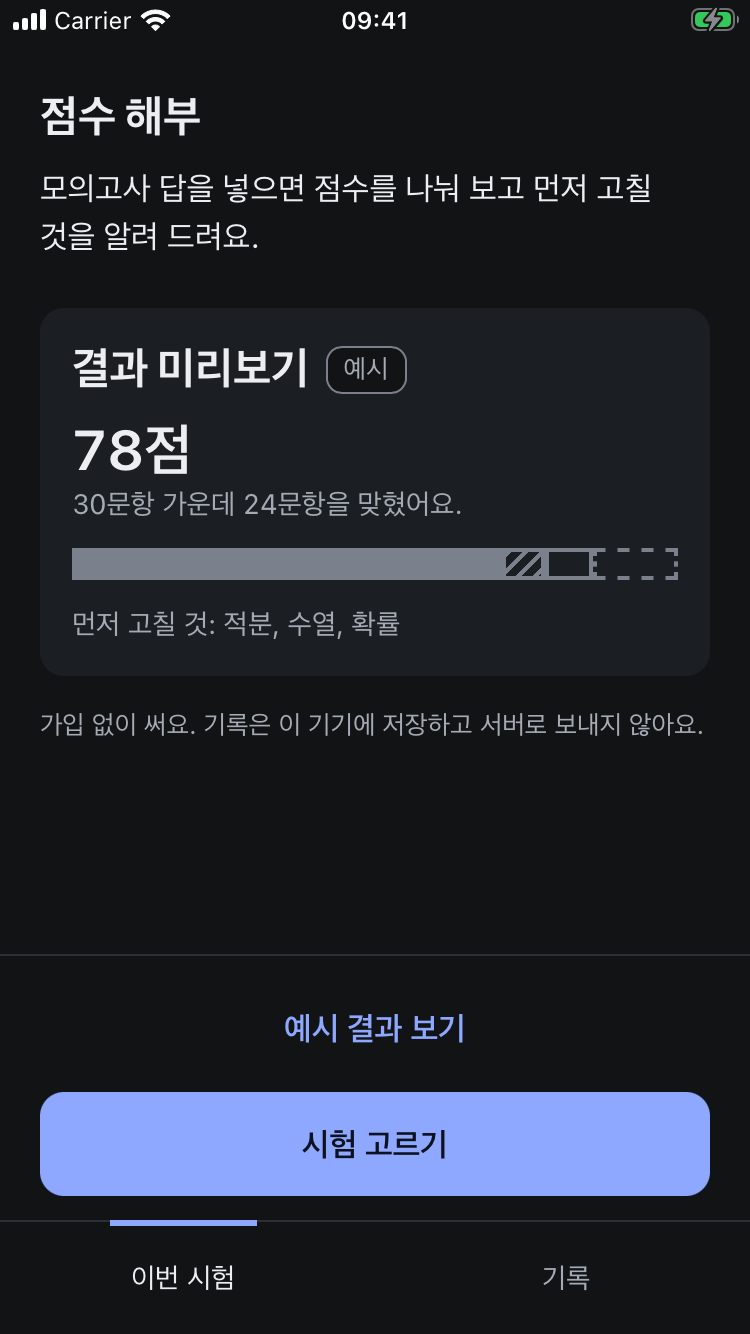 Carrier 09:41
점수 해부
모의고사 답을 넣으면 점수를 나눠 보고 먼저 고칠
것을 알려 드려요.
결과 미리보기 예시
78점
30문항 가운데 24문항을 맞혔어요.
먼저 고칠 것: 적분, 수열, 확률
가입 없이 써요. 기록은 이 기기에 저장하고 서버로 보내지 않아요.
예시 결과 보기
시험 고르기
이번 시험 기록